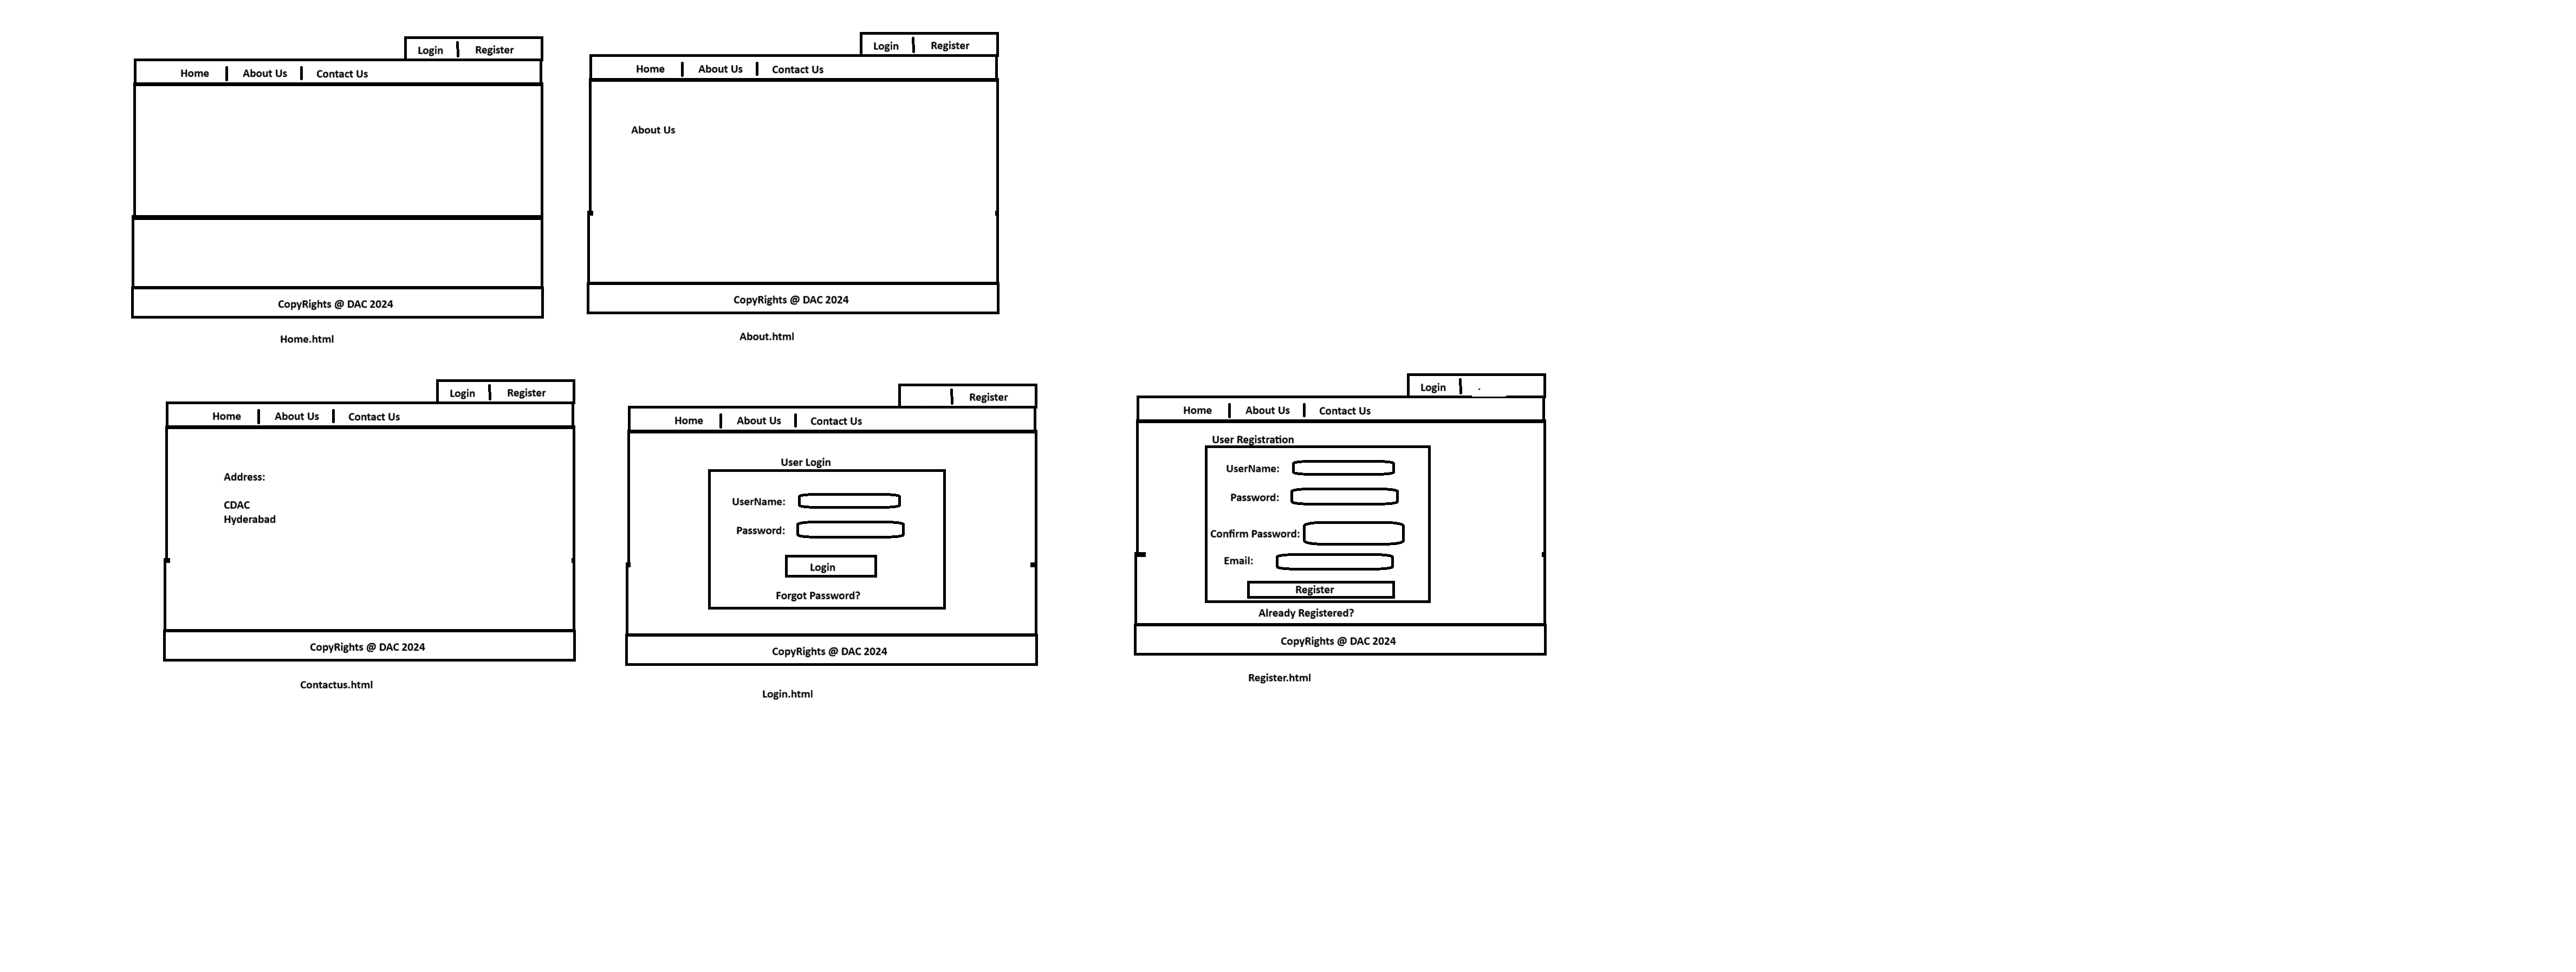 Login Register
Home About Us Contact Us
CopyRights @ DAC 2024
Home.html
Login Register
Home About Us Contact Us
About Us
CopyRights @ DAC 2024
About.html
Login Register
Home About Us Contact Us
Address:
CDAC
Hyderabad
CopyRights @ DAC 2024
Contactus.html
Register
Home About Us Contact Us
User Login
UserName:
Password:
Login
Forgot Password?
CopyRights @ DAC 2024
Login.html
Login
Home About Us Contact Us
User Registration
UserName:
Password:
Confirm Password:
Email:
Register
Already Registered?
CopyRights @ DAC 2024
Register.html